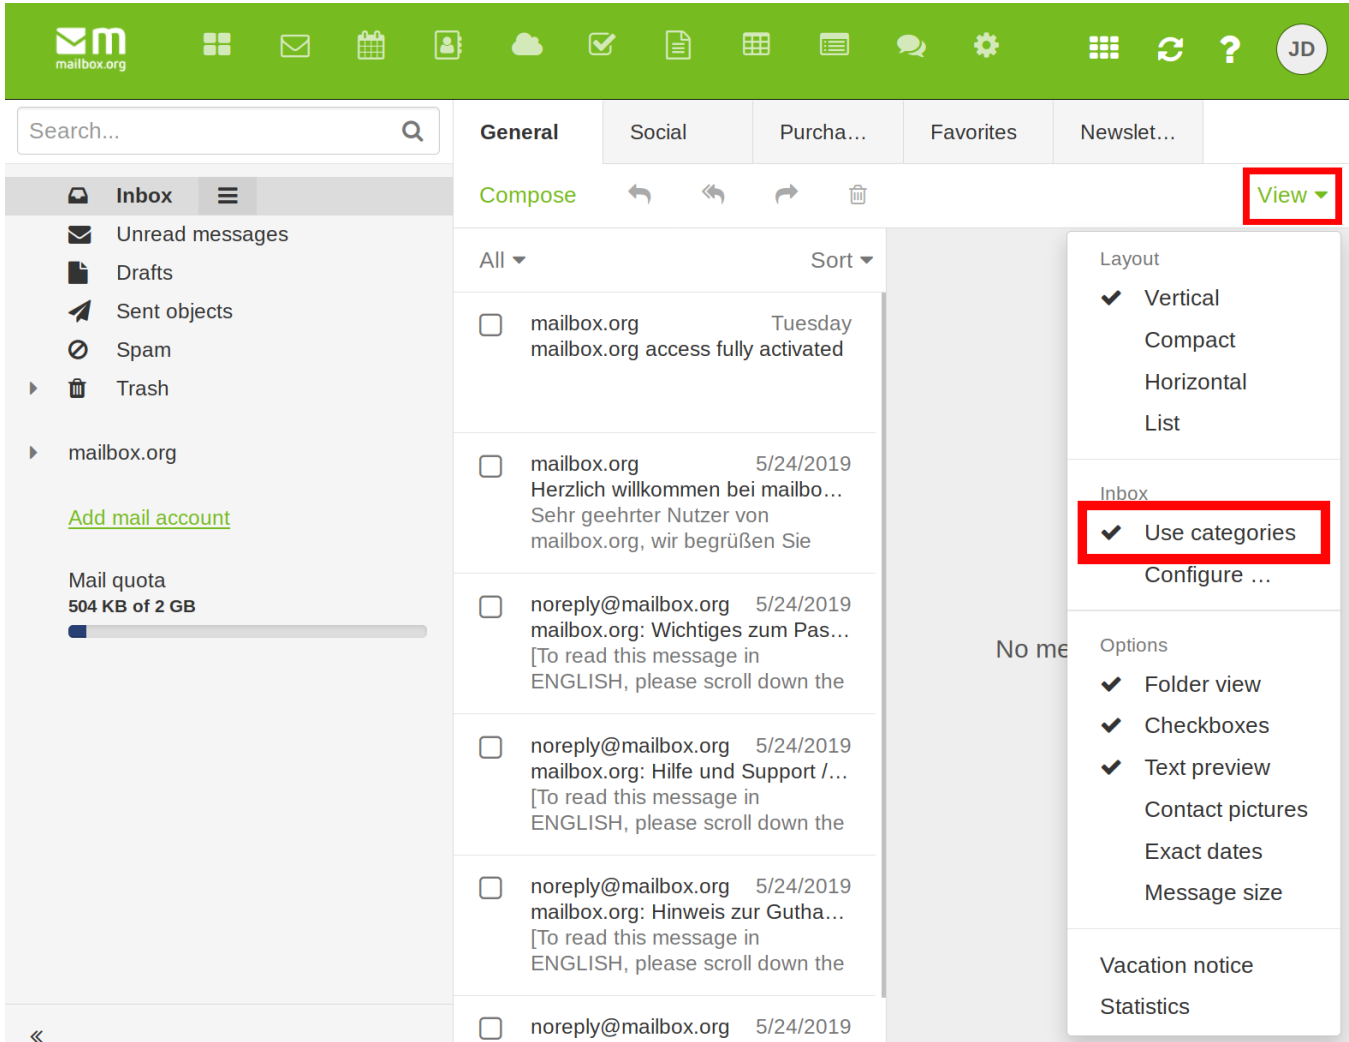 mailbox.org
JD
Search...
General
Social
Purcha…
Favorites
Newslet…
Inbox
Unread messages
Drafts
Sent objects
Spam
Trash
mailbox.org
Add mail account
Mail quota
504 KB of 2 GB
Compose
View
All
Sort
mailbox.org Tuesday
mailbox.org access fully activated
mailbox.org 5/24/2019
Herzlich willkommen bei mailbo…
Sehr geehrter Nutzer von
mailbox.org, wir begrüßen Sie
noreply@mailbox.org 5/24/2019
mailbox.org: Wichtiges zum Pas…
[To read this message in
ENGLISH, please scroll down the
noreply@mailbox.org 5/24/2019
mailbox.org: Hilfe und Support /…
[To read this message in
ENGLISH, please scroll down the
noreply@mailbox.org 5/24/2019
mailbox.org: Hinweis zur Gutha…
[To read this message in
ENGLISH, please scroll down the
noreply@mailbox.org 5/24/2019
No me
Layout
Vertical
Compact
Horizontal
List
Inbox
Use categories
Configure …
Options
Folder view
Checkboxes
Text preview
Contact pictures
Exact dates
Message size
Vacation notice
Statistics